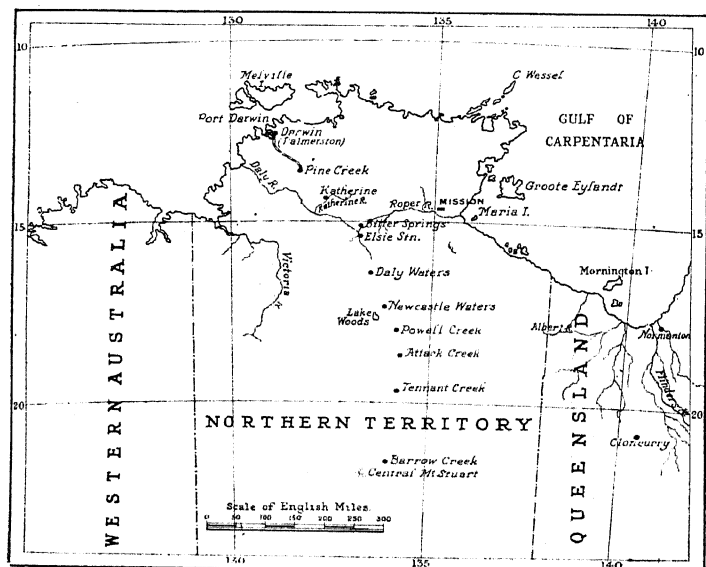 130
135
140
10
10
Melville
I.
C. Wessel
Port Darwin
Darwin
(Palmerston)
GULF OF
CARPENTARIA
Pine Creek
Daly R.
Katherine
Katherine R.
Groote Eylandt
Roper R.
MISSION
Maria I.
15
15
Bitter Springs
Elsie Stn.
Victoria R.
Daly Waters
Mornington I
Newcastle Waters
Lake
Woods
Powell Creek
Albert R.
Normanton
Attack Creek
Flinders R.
Tennant Creek
20
20
NORTHERN TERRITORY
WESTERN AUSTRALIA
QUEENSLAND
Cloncurry
Barrow Creek
Central Mt Stuart
Scale of English Miles.
0 50 100 150 200 250 300
130
135
140